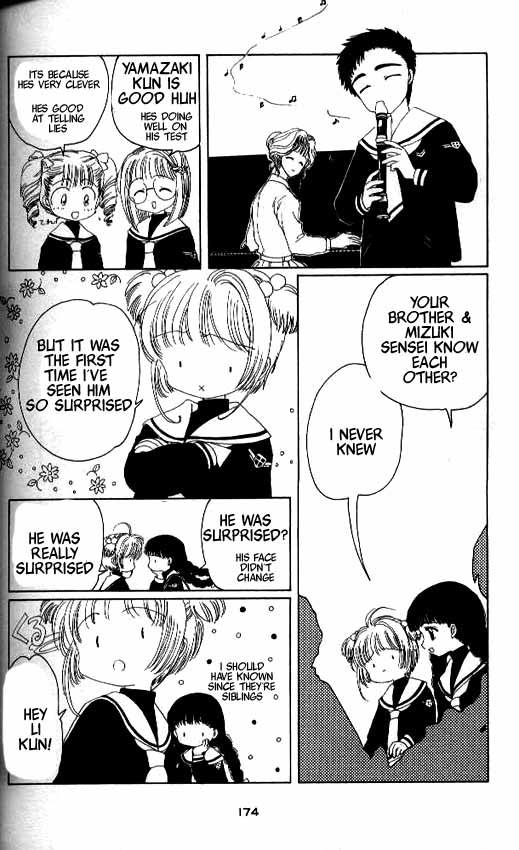 ITS BECAUSE
HES VERY CLEVER
HES GOOD
AT TELLING
LIES
YAMAZAKI
KUN IS
GOOD HUH
HES DOING
WELL ON
HIS TEST
YOUR
BROTHER &
MIZUKI
SENSEI KNOW
EACH
OTHER?
I NEVER
KNEW
BUT IT WAS
THE FIRST
TIME I'VE
SEEN HIM
SO SURPRISED
HE WAS
SURPRISED?
HIS FACE
DIDN'T
CHANGE
HE WAS
REALLY
SURPRISED
I SHOULD
HAVE KNOWN
SINCE THEY'RE
SIBLINGS
HEY
LI
KUN!
174